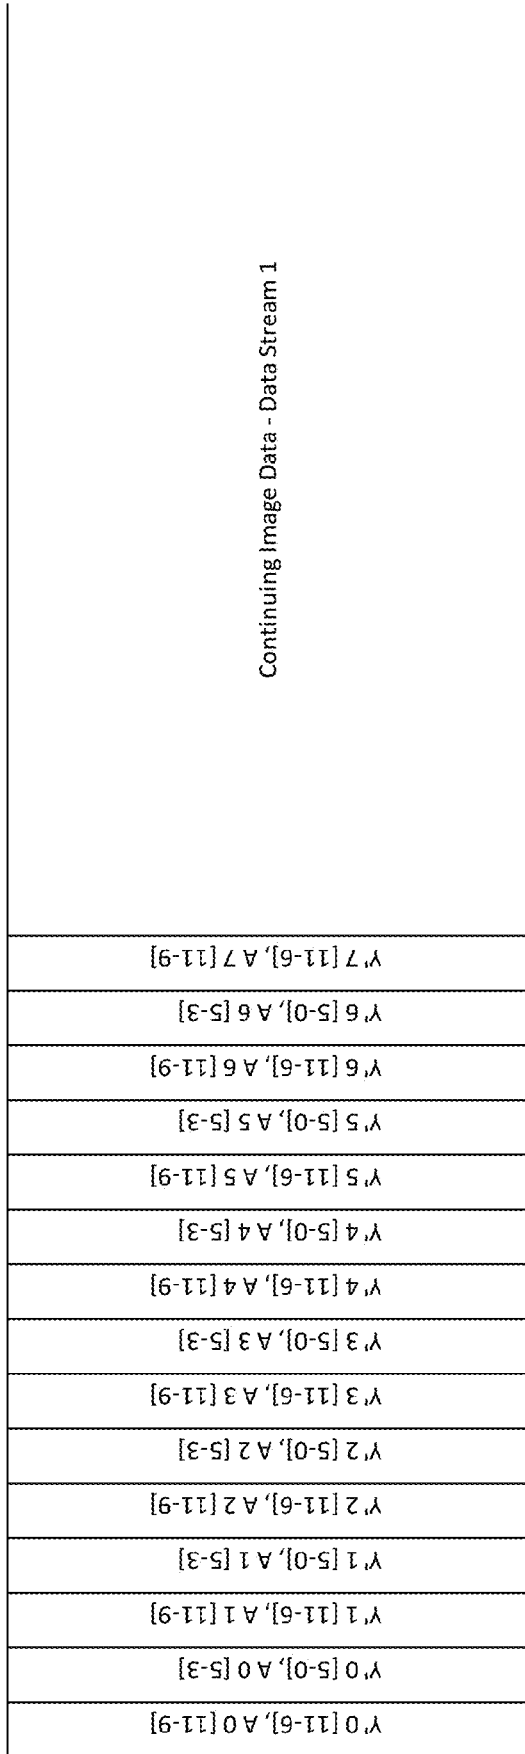 Y' 0 [11-6], A 0 [11-9]
Y' 0 [5-0], A 0 [5-3]
Y' 1 [11-6], A 1 [11-9]
Y' 1 [5-0], A 1 [5-3]
Y' 2 [11-6], A 2 [11-9]
Y' 2 [5-0], A 2 [5-3]
Y' 3 [11-6], A 3 [11-9]
Y' 3 [5-0], A 3 [5-3]
Y' 4 [11-6], A 4 [11-9]
Y' 4 [5-0], A 4 [5-3]
Y' 5 [11-6], A 5 [11-9]
Y' 5 [5-0], A 5 [5-3]
Y' 6 [11-6], A 6 [11-9]
Y' 6 [5-0], A 6 [5-3]
Y' 7 [11-6], A 7 [11-9]
Continuing Image Data - Data Stream 1